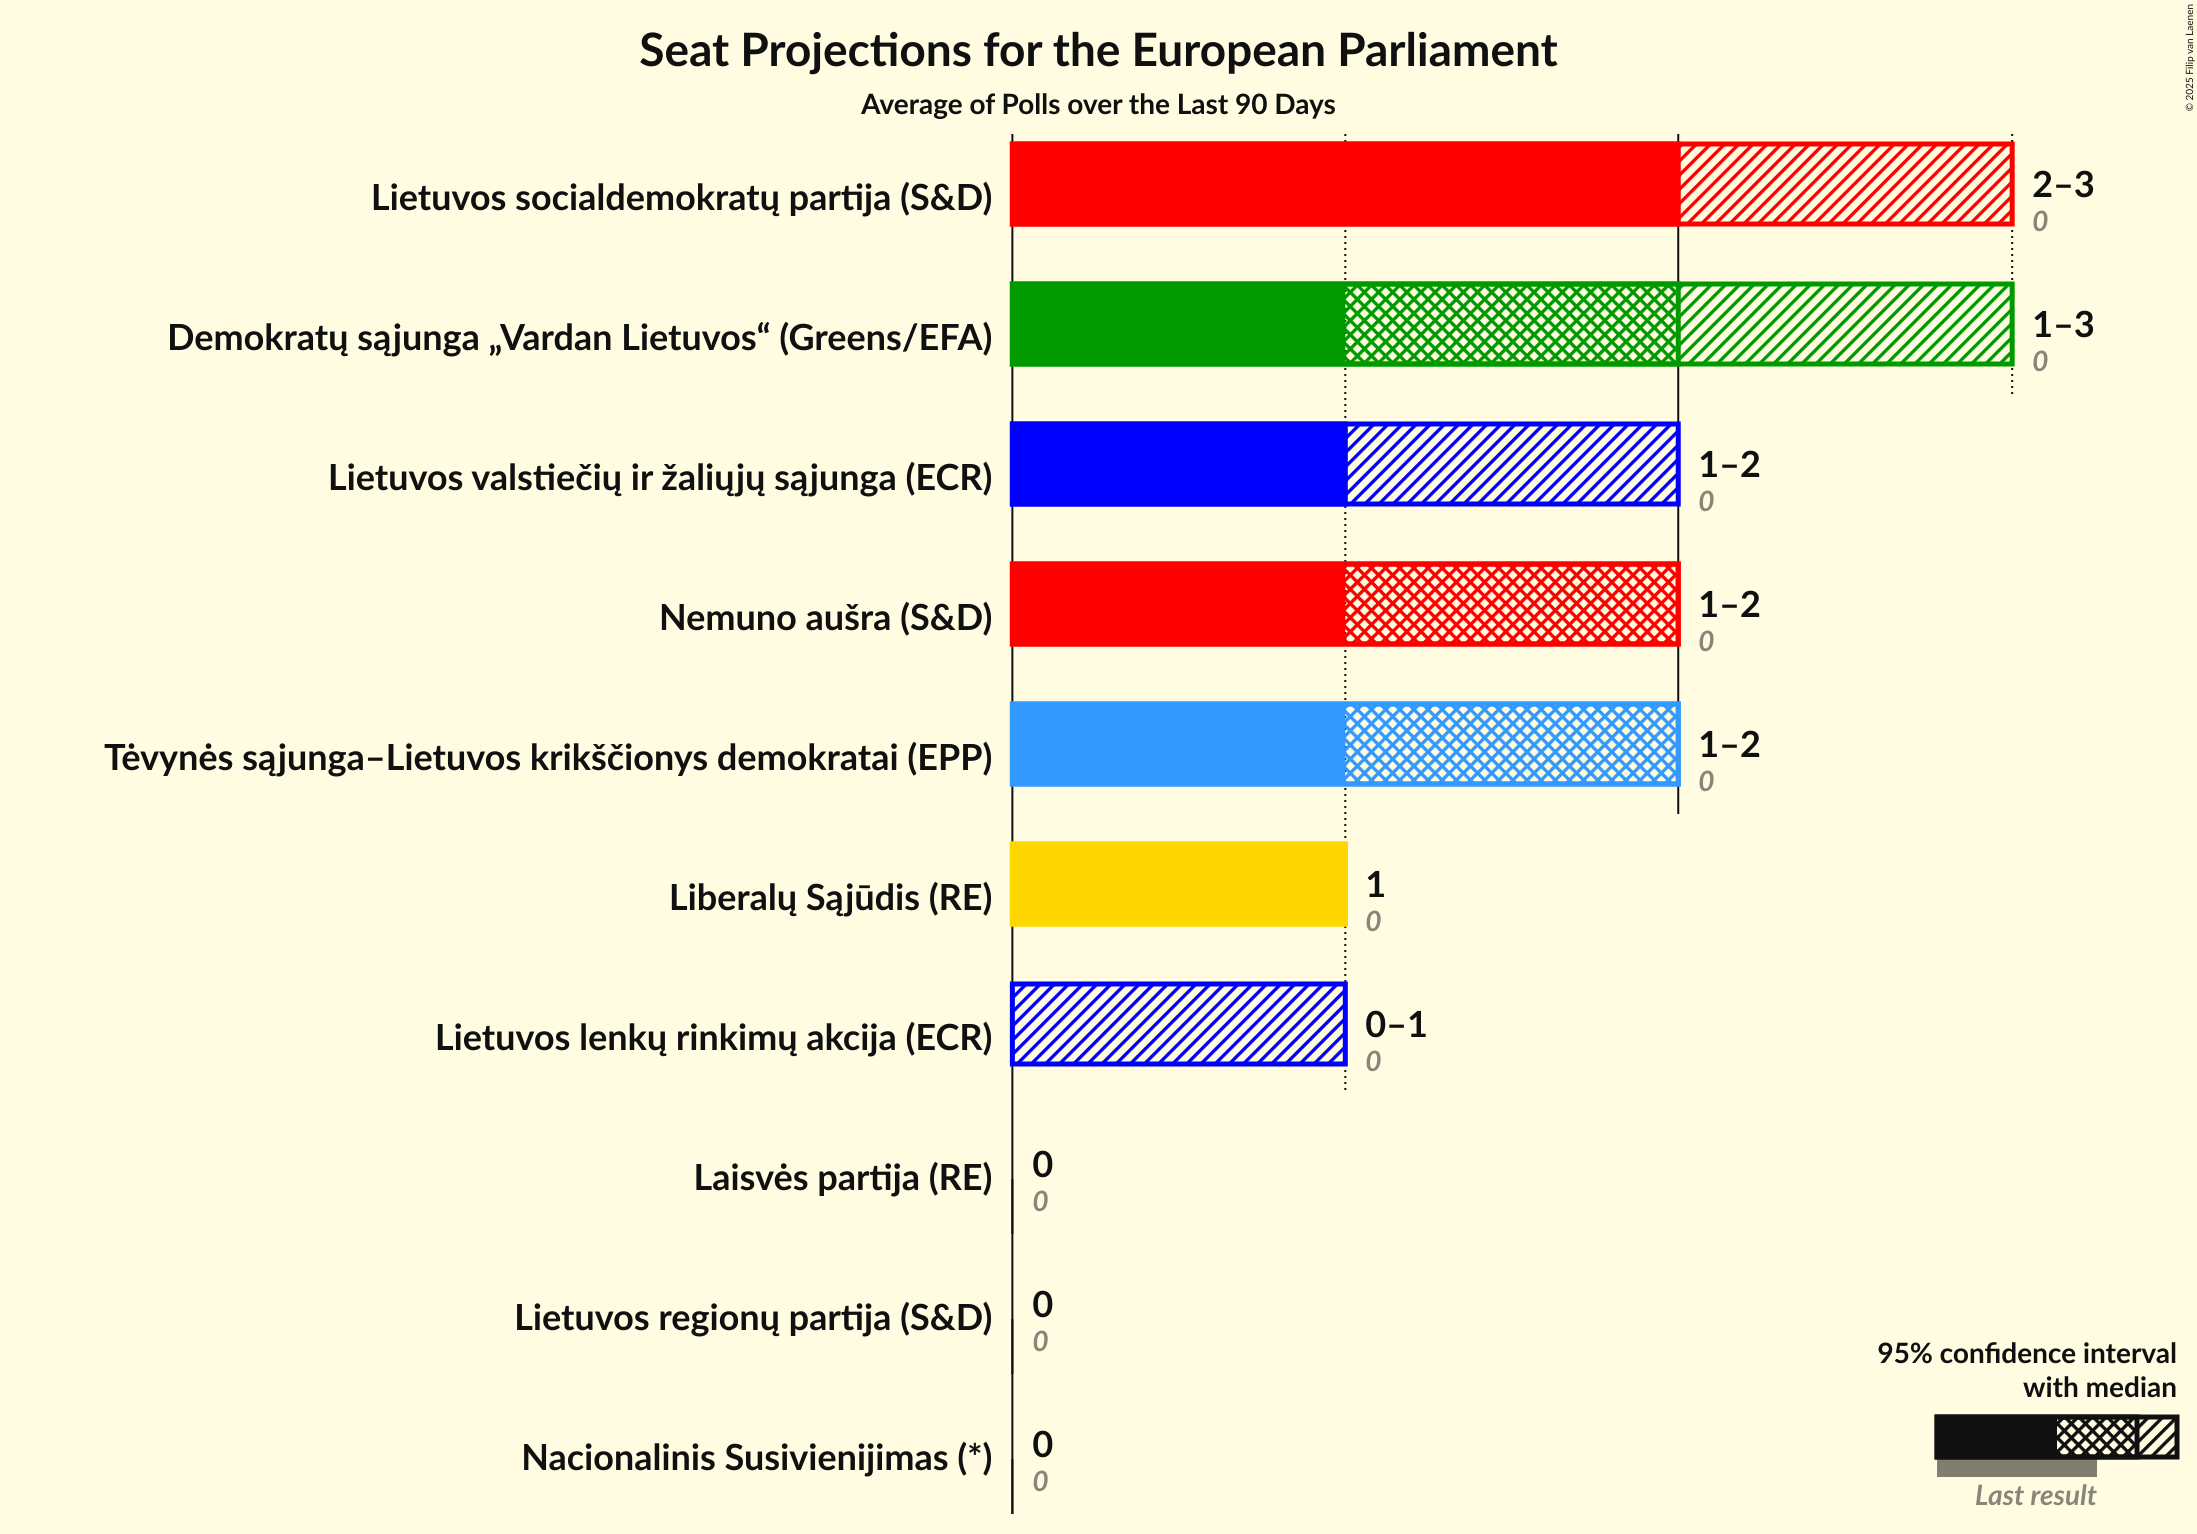 © 2025 Filip van Laenen
Seat Projections for the European Parliament
Average of Polls over the Last 90 Days
Lietuvos socialdemokratų partija (S&D)
2–3
0
Demokratų sąjunga „Vardan Lietuvos“ (Greens/EFA)
1–3
0
Lietuvos valstiečių ir žaliųjų sąjunga (ECR)
1–2
0
Nemuno aušra (S&D)
1–2
0
Tėvynės sąjunga–Lietuvos krikščionys demokratai (EPP)
1–2
0
Liberalų Sąjūdis (RE)
1
0
Lietuvos lenkų rinkimų akcija (ECR)
0–1
0
Laisvės partija (RE)
0
0
Lietuvos regionų partija (S&D)
0
0
Nacionalinis Susivienijimas (*)
0
0
95% confidence interval
with median
Last result